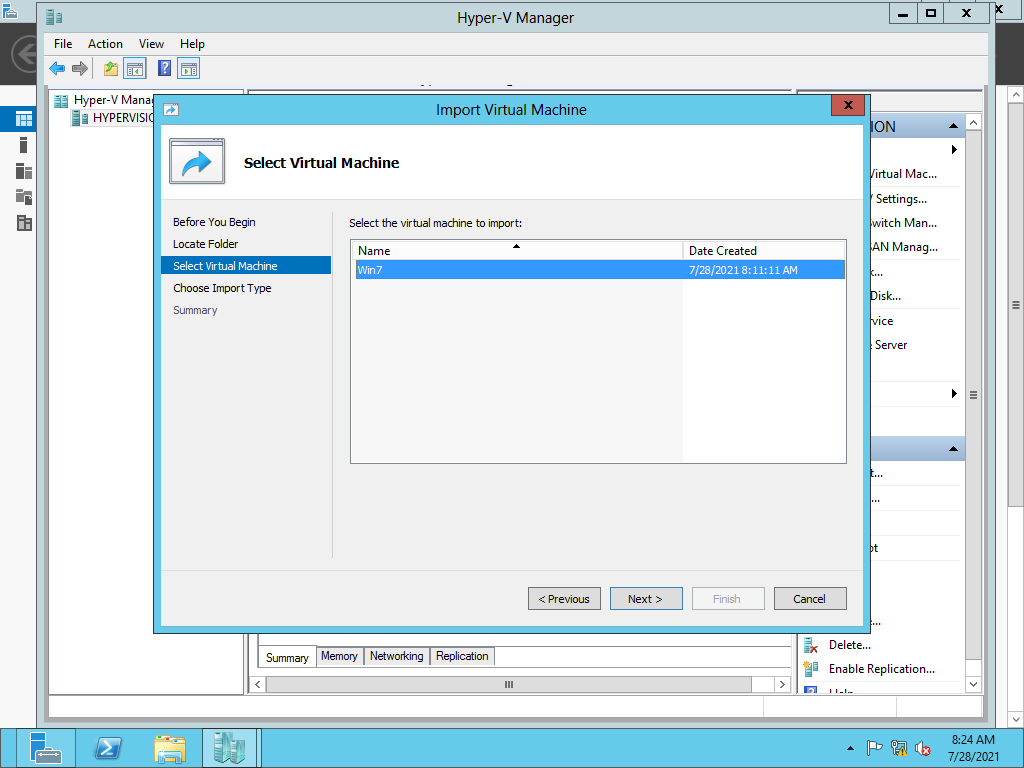 Hyper-V Manager
File Action View Help
Hyper-V Manag
HYPERVISIO
Import Virtual Machine
Select Virtual Machine
Before You Begin
Locate Folder
Select Virtual Machine
Choose Import Type
Summary
Select the virtual machine to import:
Name Date Created
Win7 7/28/2021 8:11:11 AM
< Previous
Next >
Finish
Cancel
ION
Virtual Mac...
Settings...
witch Man...
AN Manag...
k...
Disk...
rvice
Server
t...
...
pt
...
Delete...
Enable Replication...
Help
Summary Memory Networking Replication
8:24 AM
7/28/2021